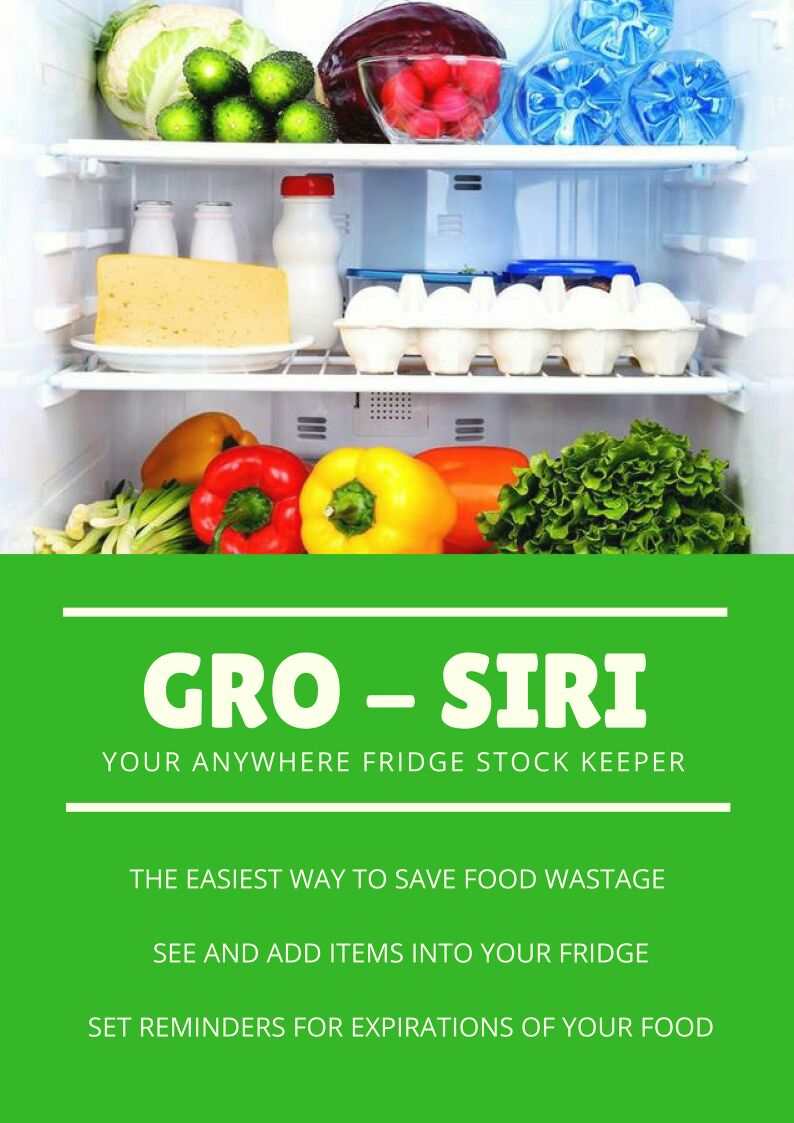 GRO – SIRI
YOUR ANYWHERE FRIDGE STOCK KEEPER
THE EASIEST WAY TO SAVE FOOD WASTAGE
SEE AND ADD ITEMS INTO YOUR FRIDGE
SET REMINDERS FOR EXPIRATIONS OF YOUR FOOD